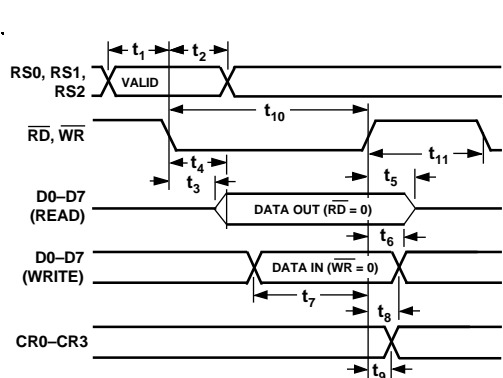 t1
t2
RS0, RS1,
RS2
VALID
t10
RD, WR
t4
t11
t3
t5
D0–D7
(READ)
DATA OUT (RD = 0)
t6
D0–D7
(WRITE)
DATA IN (WR = 0)
t7
t8
CR0–CR3
t9